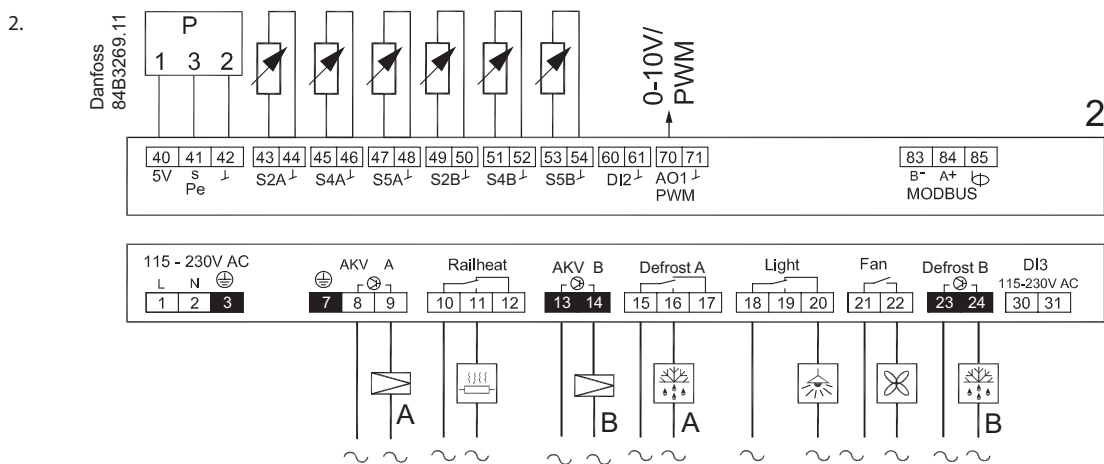 2.
Danfoss
84B3269.11
P
1 3 2
0-10V/
PWM
2
40 41 42 43 44 45 46 47 48 49 50 51 52 53 54 60 61 70 71 83 84 85
5V s S2A S4A S5A S2B S4B S5B DI2 AO1 B- A+
Pe PWM MODBUS
115 - 230V AC AKV A Railheat AKV B Defrost A Light Fan Defrost B DI3
L N 115-230V AC
1 2 3 7 8 9 10 11 12 13 14 15 16 17 18 19 20 21 22 23 24 30 31
A B A B